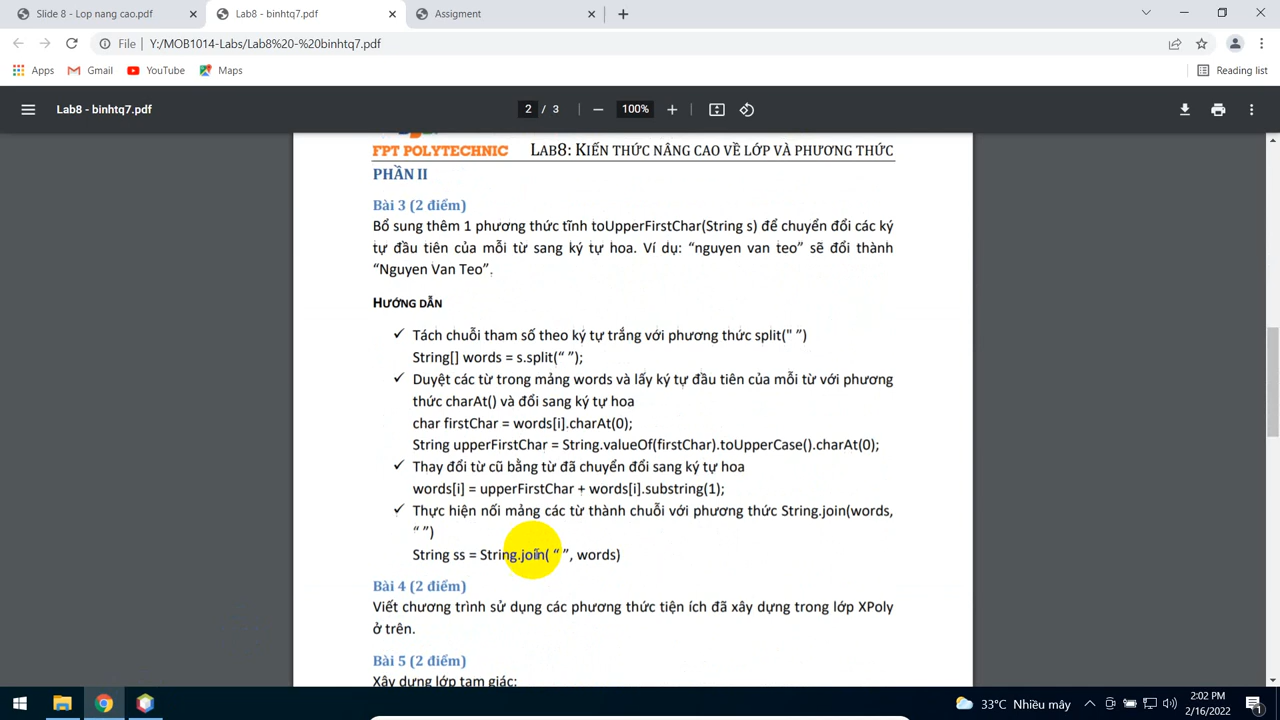 Slide 8 - Lop nang cao.pdf
Lab8 - binhtq7.pdf
Assigment
File
Y:/MOB1014-Labs/Lab8%20-%20binhtq7.pdf
Apps
Gmail
YouTube
Maps
Reading list
Lab8 - binhtq7.pdf
2 / 3
100%
FPT POLYTECHNIC LAB8: KIẾN THỨC NÂNG CAO VỀ LỚP VÀ PHƯƠNG THỨC
PHẦN II
Bài 3 (2 điểm)
Bổ sung thêm 1 phương thức tĩnh toUpperFirstChar(String s) để chuyển đổi các ký
tự đầu tiên của mỗi từ sang ký tự hoa. Ví dụ: “nguyen van teo” sẽ đổi thành
“Nguyen Van Teo”.
HƯỚNG DẪN
Tách chuỗi tham số theo ký tự trắng với phương thức split(" ”)
String[] words = s.split(“ ”);
Duyệt các từ trong mảng words và lấy ký tự đầu tiên của mỗi từ với phương
thức charAt() và đổi sang ký tự hoa
char firstChar = words[i].charAt(0);
String upperFirstChar = String.valueOf(firstChar).toUpperCase().charAt(0);
Thay đổi từ cũ bằng từ đã chuyển đổi sang ký tự hoa
words[i] = upperFirstChar + words[i].substring(1);
Thực hiện nối mảng các từ thành chuỗi với phương thức String.join(words,
“ ”)
String ss = String.join( “ ”, words)
Bài 4 (2 điểm)
Viết chương trình sử dụng các phương thức tiện ích đã xây dựng trong lớp XPoly
ở trên.
Bài 5 (2 điểm)
Xây dựng lớp tam giác:
33°C Nhiều mây
2:02 PM
2/16/2022
1